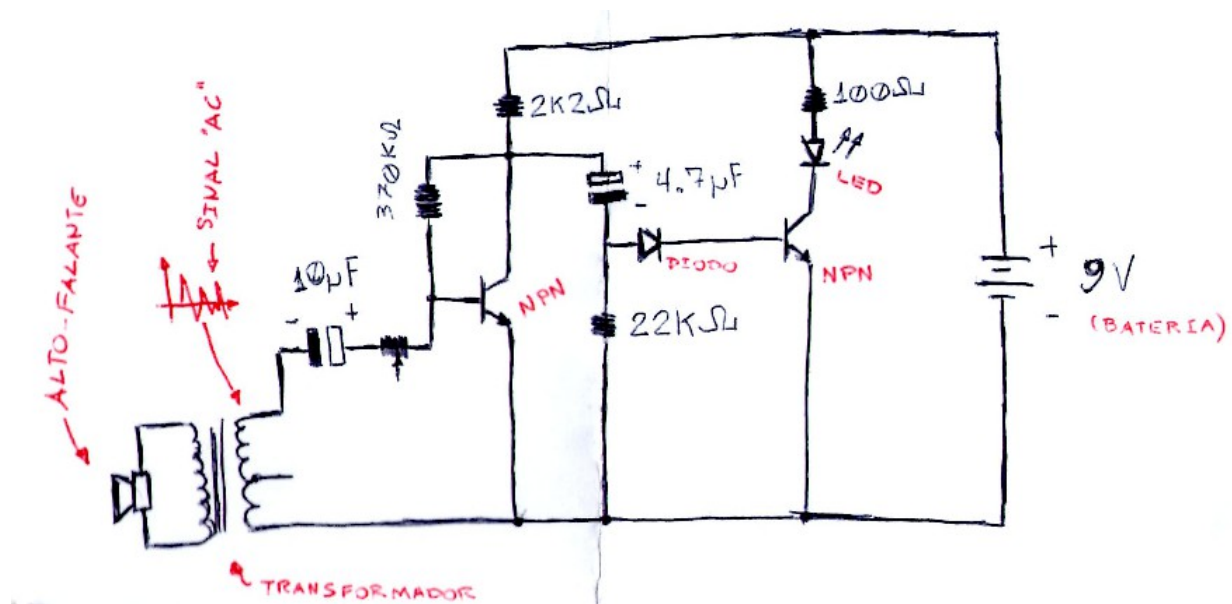 SINAL "AC"
ALTO-FALANTE
2K2Ω
100Ω
370KΩ
+
4.7µF
-
LED
10µF
-
+
NPN
DIODO
NPN
22KΩ
+
9V
-
(BATERIA)
TRANSFORMADOR